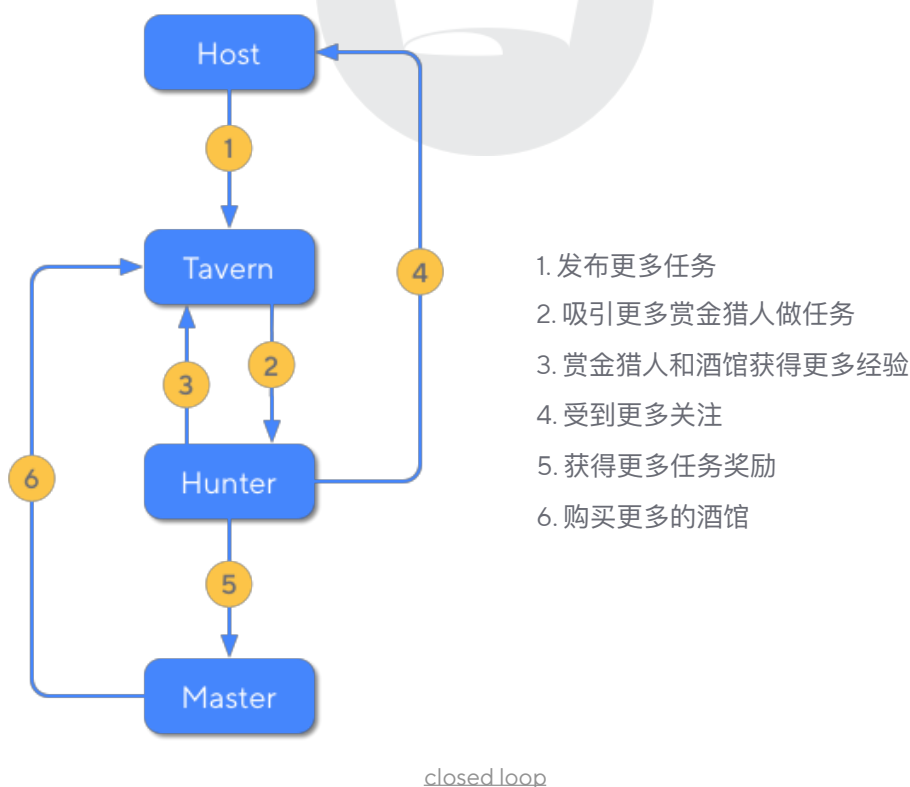 Host
1
Tavern
4
2
3
6
Hunter
5
Master
1. 发布更多任务
2. 吸引更多赏金猎人做任务
3. 赏金猎人和酒馆获得更多经验
4. 受到更多关注
5. 获得更多任务奖励
6. 购买更多的酒馆
closed loop